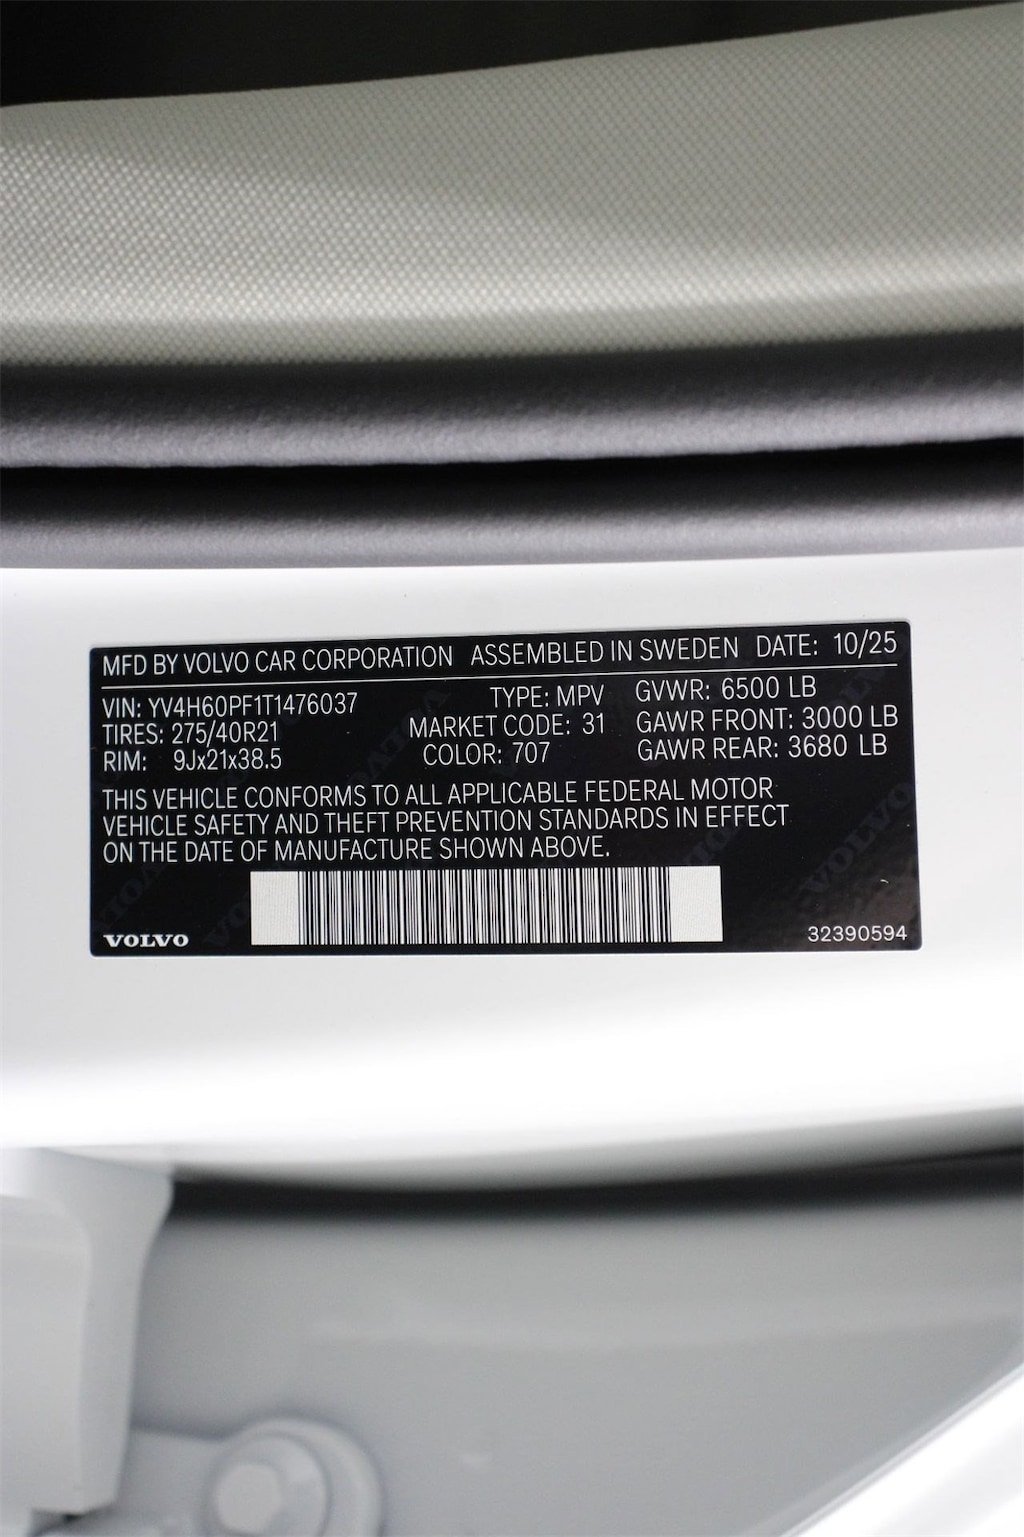 MFD BY VOLVO CAR CORPORATION ASSEMBLED IN SWEDEN DATE: 10/25
VIN: YV4H60PF1T1476037 TYPE: MPV GVWR: 6500 LB
TIRES: 275/40R21 MARKET CODE: 31 GAWR FRONT: 3000 LB
RIM: 9Jx21x38.5 COLOR: 707 GAWR REAR: 3680 LB
THIS VEHICLE CONFORMS TO ALL APPLICABLE FEDERAL MOTOR
VEHICLE SAFETY AND THEFT PREVENTION STANDARDS IN EFFECT
ON THE DATE OF MANUFACTURE SHOWN ABOVE.
VOLVO 32390594